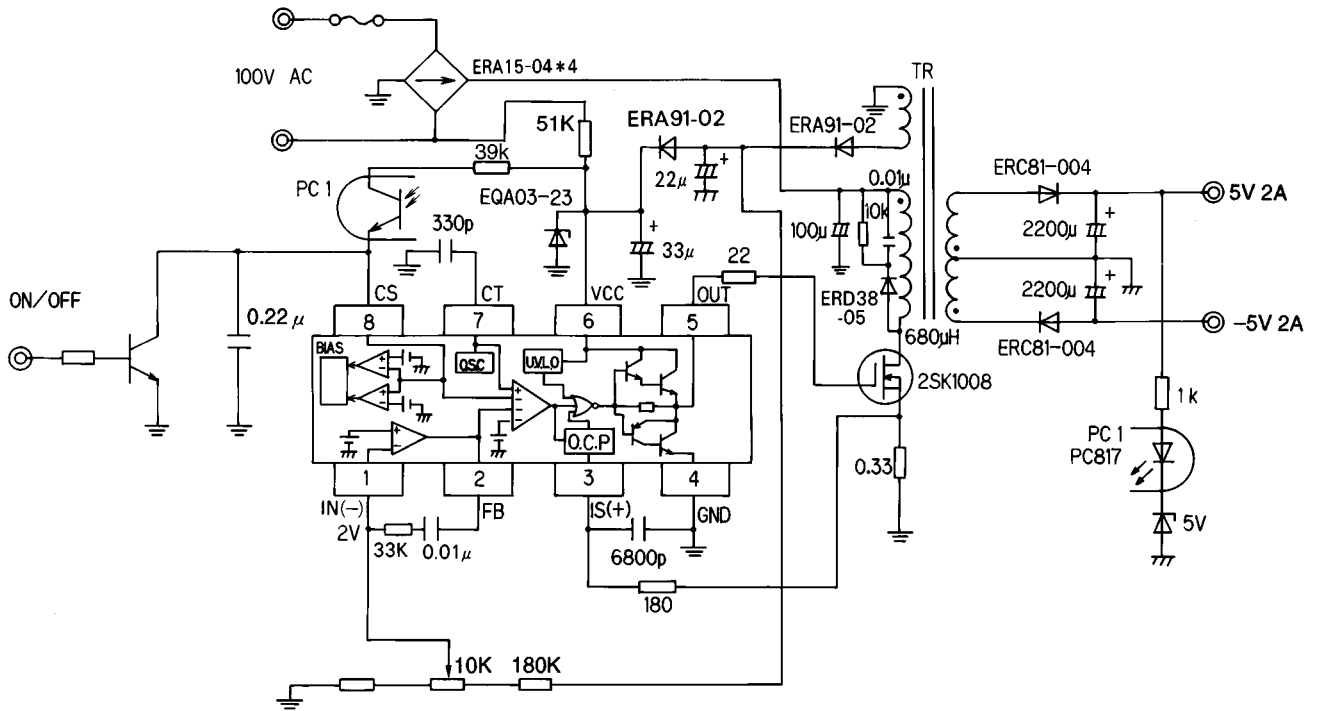 100V AC
ERA15-04*4
TR
51K
ERA91-02
ERA91-02
39k
PC 1
22μ
+
0.01μ
ERC81-004
EQA03-23
10k
5V 2A
330p
+
33μ
100μ
2200μ
+
22
ON/OFF
CS
CT
VCC
OUT
ERD38
-05
2200μ
+
0.22μ
8
7
6
5
680μH
-5V 2A
ERC81-004
BIAS
O.S.C
U.V.L.O
2SK1008
1k
O.C.P
PC 1
PC817
0.33
1
2
3
4
IN(-)
FB
IS(+)
GND
2V
5V
33K
0.01μ
6800p
180
10K
180K